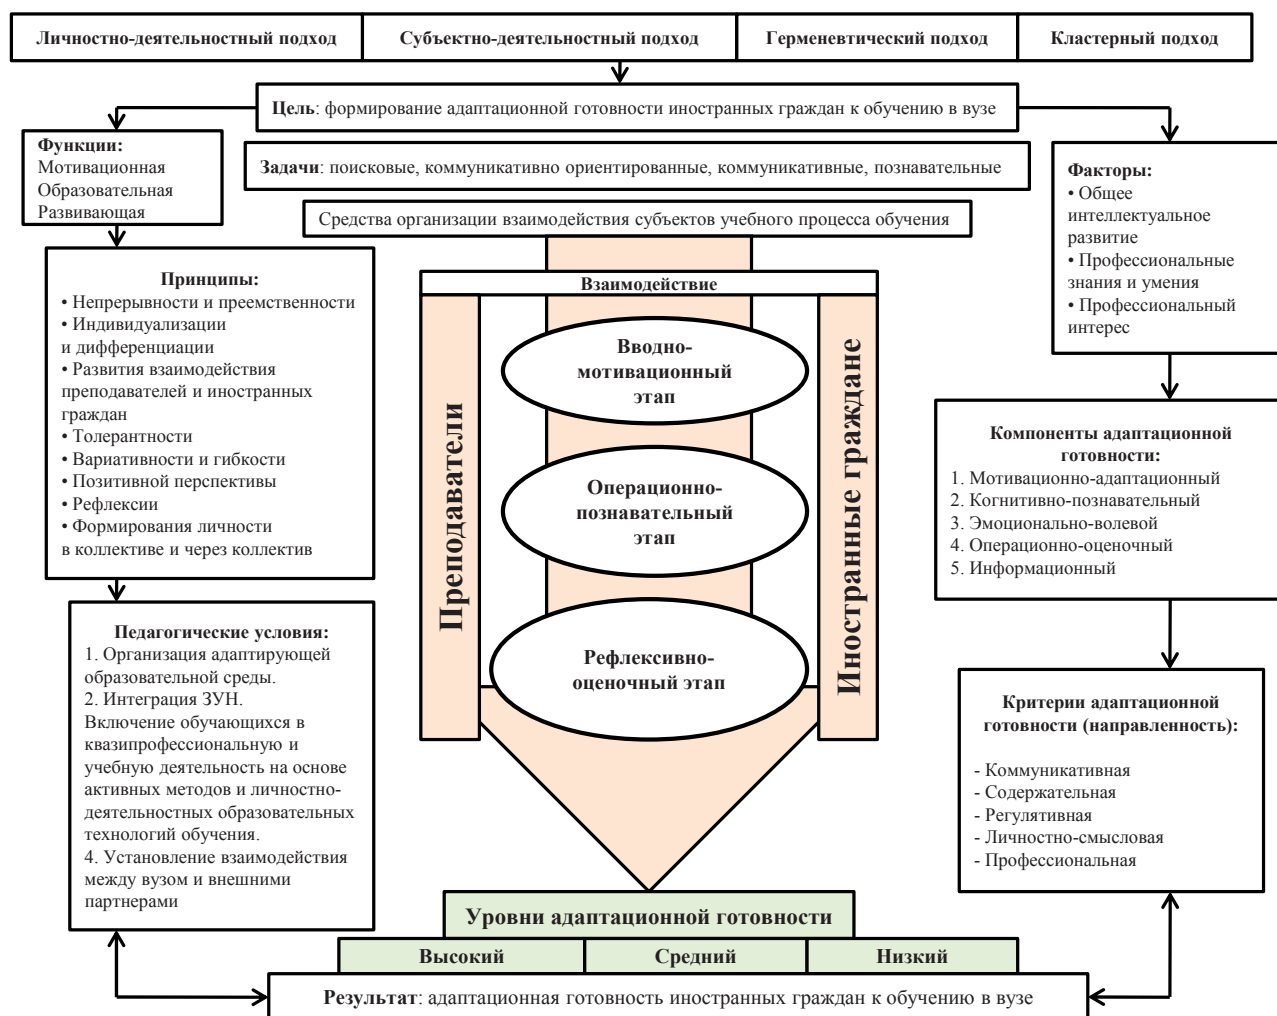 Личностно-деятельностный подход
Субъектно-деятельностный подход
Герменевтический подход
Кластерный подход
Цель: формирование адаптационной готовности иностранных граждан к обучению в вузе
Функции:
Мотивационная
Образовательная
Развивающая
Задачи: поисковые, коммуникативно ориентированные, коммуникативные, познавательные
Средства организации взаимодействия субъектов учебного процесса обучения
Факторы:
• Общее
интеллектуальное
развитие
• Профессиональные
знания и умения
• Профессиональный
интерес
Принципы:
• Непрерывности и преемственности
• Индивидуализации
и дифференциации
• Развития взаимодействия
преподавателей и иностранных
граждан
• Толерантности
• Вариативности и гибкости
• Позитивной перспективы
• Рефлексии
• Формирования личности
в коллективе и через коллектив
Взаимодействие
Преподаватели
Вводно-
мотивационный
этап
Операционно-
познавательный
этап
Рефлексивно-
оценочный этап
Иностранные граждане
Компоненты адаптационной
готовности:
1. Мотивационно-адаптационный
2. Когнитивно-познавательный
3. Эмоционально-волевой
4. Операционно-оценочный
5. Информационный
Педагогические условия:
1. Организация адаптирующей
образовательной среды.
2. Интеграция ЗУН.
Включение обучающихся в
квазипрофессиональную и
учебную деятельность на основе
активных методов и личностно-
деятельностных образовательных
технологий обучения.
4. Установление взаимодействия
между вузом и внешними
партнерами
Критерии адаптационной
готовности (направленность):
- Коммуникативная
- Содержательная
- Регулятивная
- Личностно-смысловая
- Профессиональная
Уровни адаптационной готовности
Высокий
Средний
Низкий
Результат: адаптационная готовность иностранных граждан к обучению в вузе